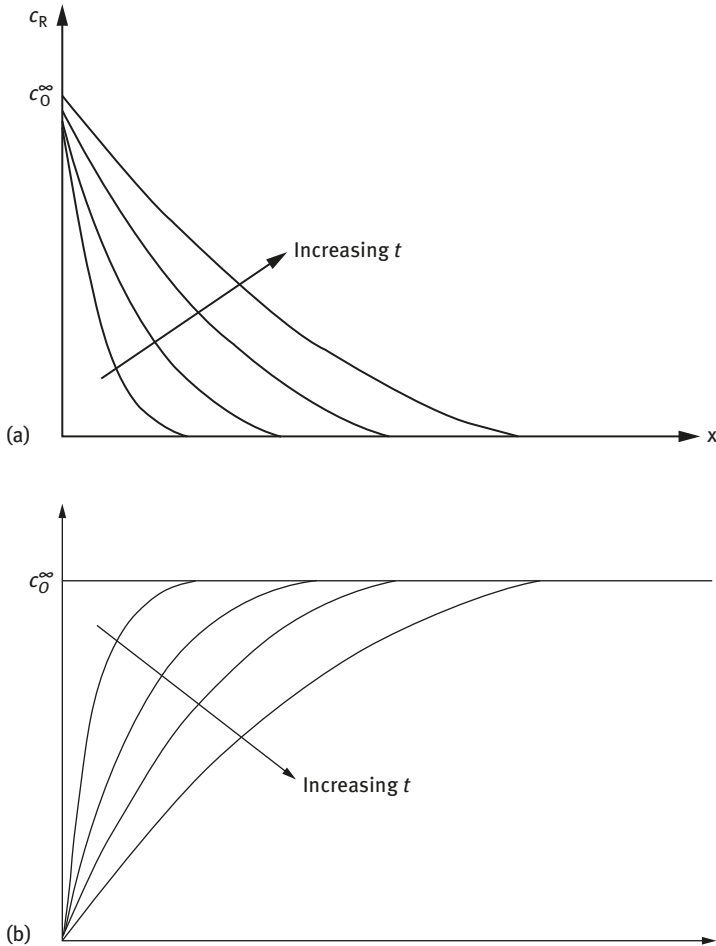 c_R
c_O^∞
Increasing t
(a)
x
c_O^∞
Increasing t
(b)